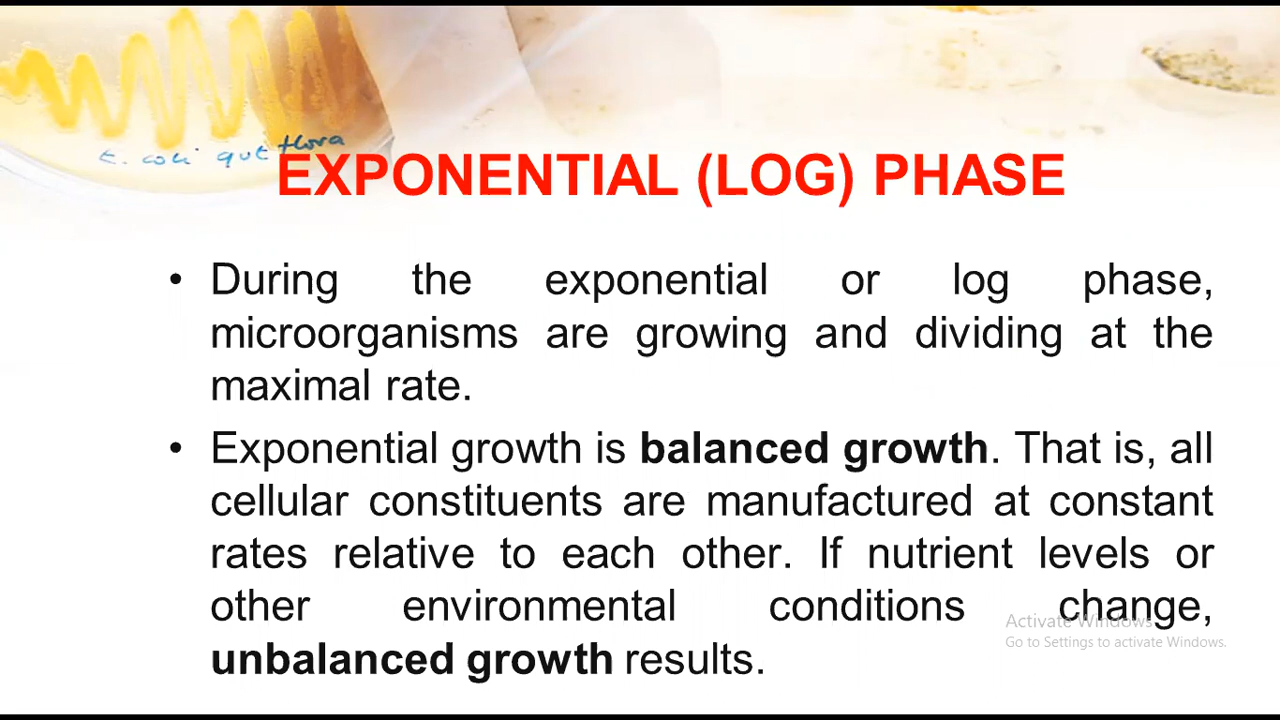 E. coli que flora
EXPONENTIAL (LOG) PHASE
• During the exponential or log phase,
microorganisms are growing and dividing at the
maximal rate.
• Exponential growth is balanced growth. That is, all
cellular constituents are manufactured at constant
rates relative to each other. If nutrient levels or
other environmental conditions change,
unbalanced growth results.
Activate Windows
Go to Settings to activate Windows.